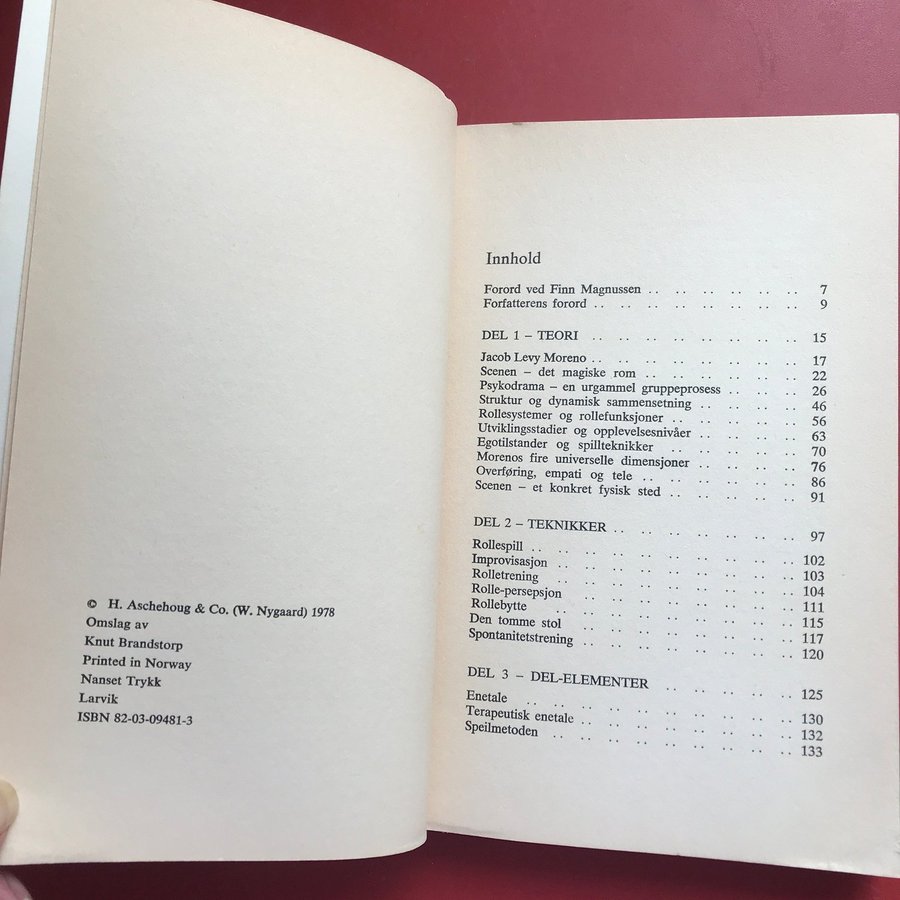 © H. Aschehoug & Co. (W. Nygaard) 1978
Omslag av
Knut Brandstorp
Printed in Norway
Nanset Trykk
Larvik
ISBN 82-03-09481-3
Innhold
Forord ved Finn Magnussen .. .. .. .. .. .. 7
Forfatterens forord .. .. .. .. .. .. .. .. 9
DEL 1 – TEORI .. .. .. .. .. .. .. .. 15
Jacob Levy Moreno .. .. .. .. .. .. .. .. 17
Scenen – det magiske rom .. .. .. .. .. .. 22
Psykodrama – en urgammel gruppeprosess .. .. .. 26
Struktur og dynamisk sammensetning .. .. .. .. 46
Rollesystemer og rollefunksjoner .. .. .. .. .. 56
Utviklingsstadier og opplevelsesnivåer .. .. .. .. 63
Egotilstander og spillteknikker .. .. .. .. .. 70
Morenos fire universelle dimensjoner .. .. .. .. 76
Overføring, empati og tele .. .. .. .. .. .. 86
Scenen – et konkret fysisk sted .. .. .. .. .. 91
DEL 2 – TEKNIKKER .. .. .. .. .. .. .. 97
Rollespill .. .. .. .. .. .. .. .. .. .. 102
Improvisasjon .. .. .. .. .. .. .. .. .. 103
Rolletrening .. .. .. .. .. .. .. .. .. 104
Rolle-persepsjon .. .. .. .. .. .. .. .. 111
Rollebytte .. .. .. .. .. .. .. .. .. 115
Den tomme stol .. .. .. .. .. .. .. .. 117
Spontanitetstrening .. .. .. .. .. .. .. .. 120
DEL 3 – DEL-ELEMENTER .. .. .. .. .. 125
Enetale .. .. .. .. .. .. .. .. .. .. 130
Terapeutisk enetale .. .. .. .. .. .. .. .. 132
Speilmetoden .. .. .. .. .. .. .. .. .. 133